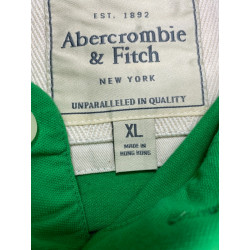 EST. 1892
Abercrombie
& Fitch
NEW YORK
UNPARALLELED IN QUALITY
XL
MADE IN
HONG KONG